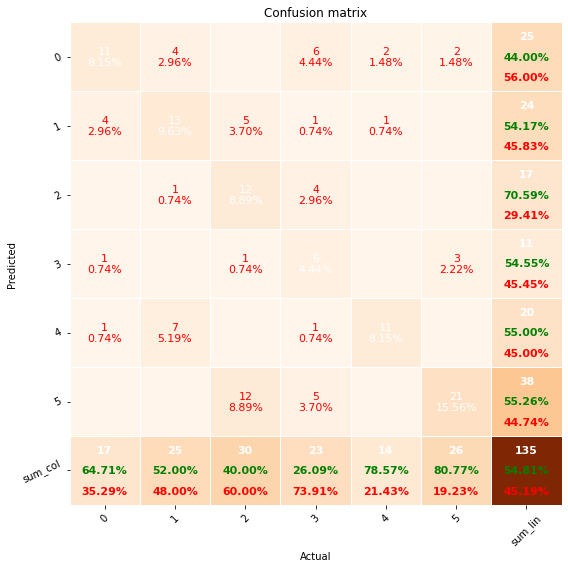 Confusion matrix
25
11 4 6 2 2
0 44.00%
8.15% 2.96% 4.44% 1.48% 1.48%
56.00%
24
4 13 5 1 1
1 54.17%
2.96% 9.63% 3.70% 0.74% 0.74%
45.83%
17
1 12 4
2 70.59%
0.74% 8.89% 2.96%
29.41%
11
1 1 6 3
3 54.55%
0.74% 0.74% 4.44% 2.22%
45.45%
20
1 7 1 11
4 55.00%
0.74% 5.19% 0.74% 8.15%
45.00%
38
12 5 21
5 55.26%
8.89% 3.70% 15.56%
44.74%
17 25 30 23 14 26 135
sum_col 64.71% 52.00% 40.00% 26.09% 78.57% 80.77% 54.81%
35.29% 48.00% 60.00% 73.91% 21.43% 19.23% 45.19%
0 1 2 3 4 5 sum_lin
Actual
Predicted